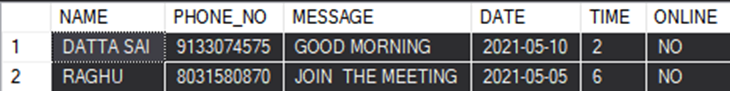 NAME PHONE_NO MESSAGE DATE TIME ONLINE
1 DATTA SAI 9133074575 GOOD MORNING 2021-05-10 2 NO
2 RAGHU 8031580870 JOIN  THE MEETING 2021-05-05 6 NO